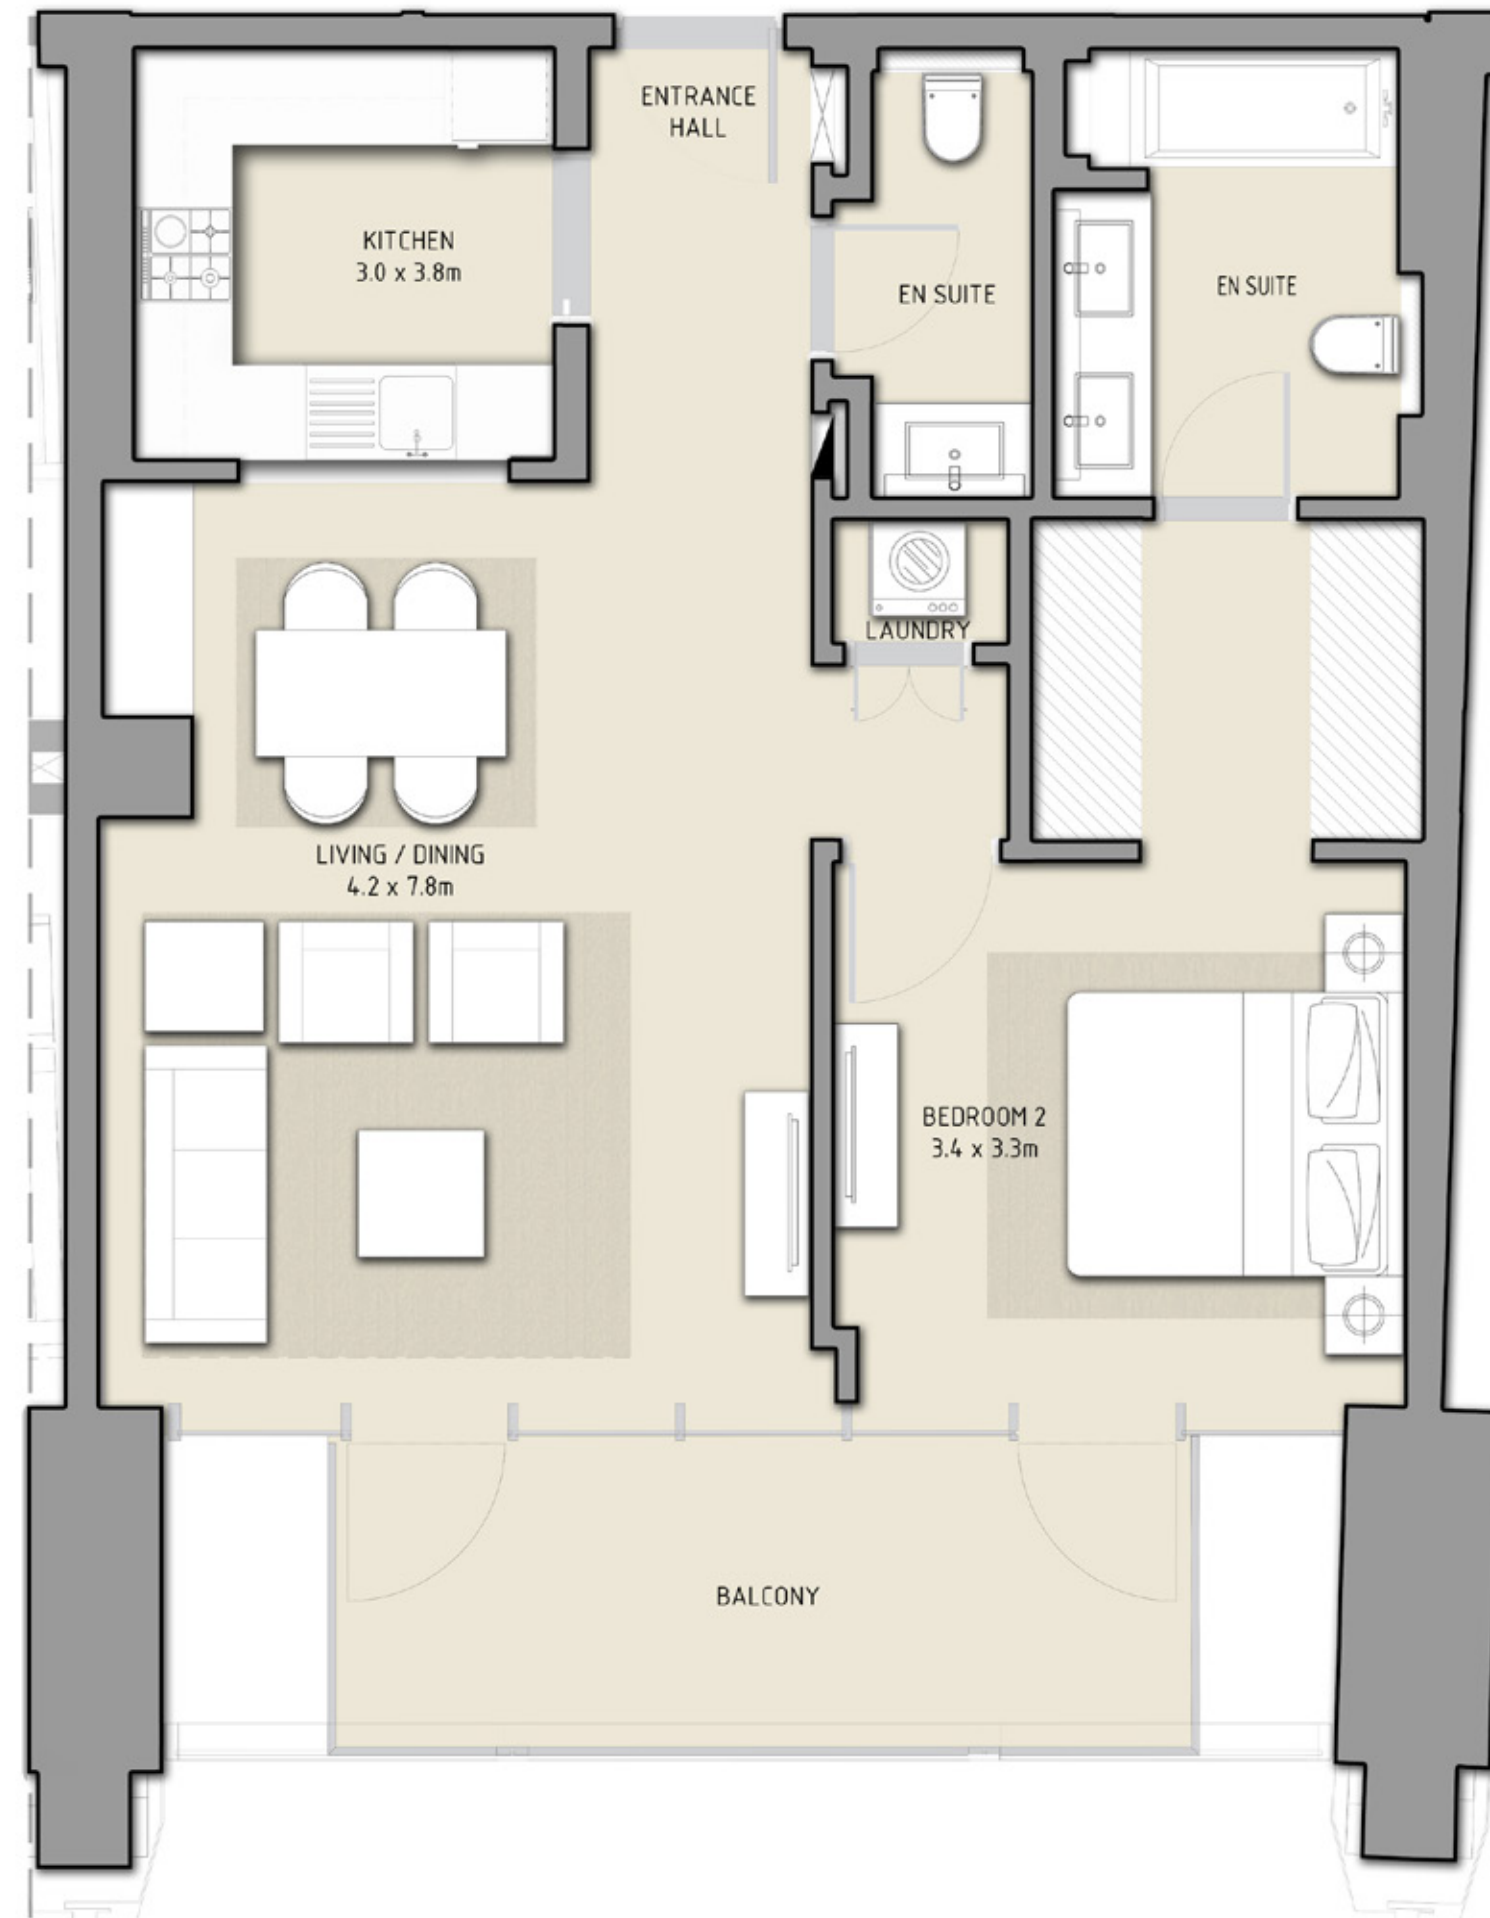 ENTRANCE
HALL
KITCHEN
3.0 x 3.8m
EN SUITE
EN SUITE
LAUNDRY
LIVING / DINING
4.2 x 7.8m
BEDROOM 2
3.4 x 3.3m
BALCONY